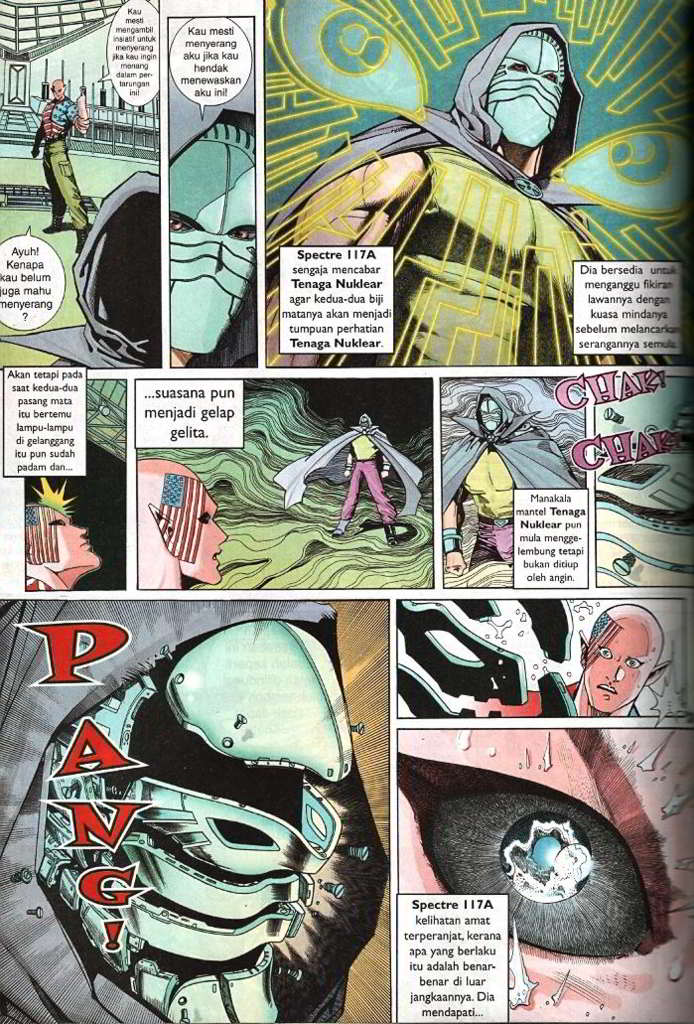 Kau
mesti
mengambil
insiatif untuk
menyerang
jika kau ingin
menang
dalam per-
tarungan
ini!
Kau mesti
menyerang
aku jika kau
hendak
menewaskan
aku ini!
Ayuh!
Kenapa
kau belum
juga mahu
menyerang
?
Spectre 117A
sengaja mencabar
Tenaga Nuklear
agar kedua-dua biji
matanya akan menjadi
tumpuan perhatian
Tenaga Nuklear.
Dia bersedia untuk
menganggu fikiran
lawannya dengan
kuasa mindanya
sebelum melancarkan
serangannya semula.
Akan tetapi pada
saat kedua-dua
pasang mata
itu bertemu
lampu-lampu
di gelanggang
itu pun sudah
padam dan...
...suasana pun
menjadi gelap
gelita.
Manakala
mantel Tenaga
Nuklear pun
mula mengge-
lembung tetapi
bukan ditiup
oleh angin.
CHAK!
CHAK!
PANG!
Spectre 117A
kelihatan amat
terperanjat, kerana
apa yang berlaku
itu adalah benar-
benar di luar
jangkaannya. Dia
mendapati...